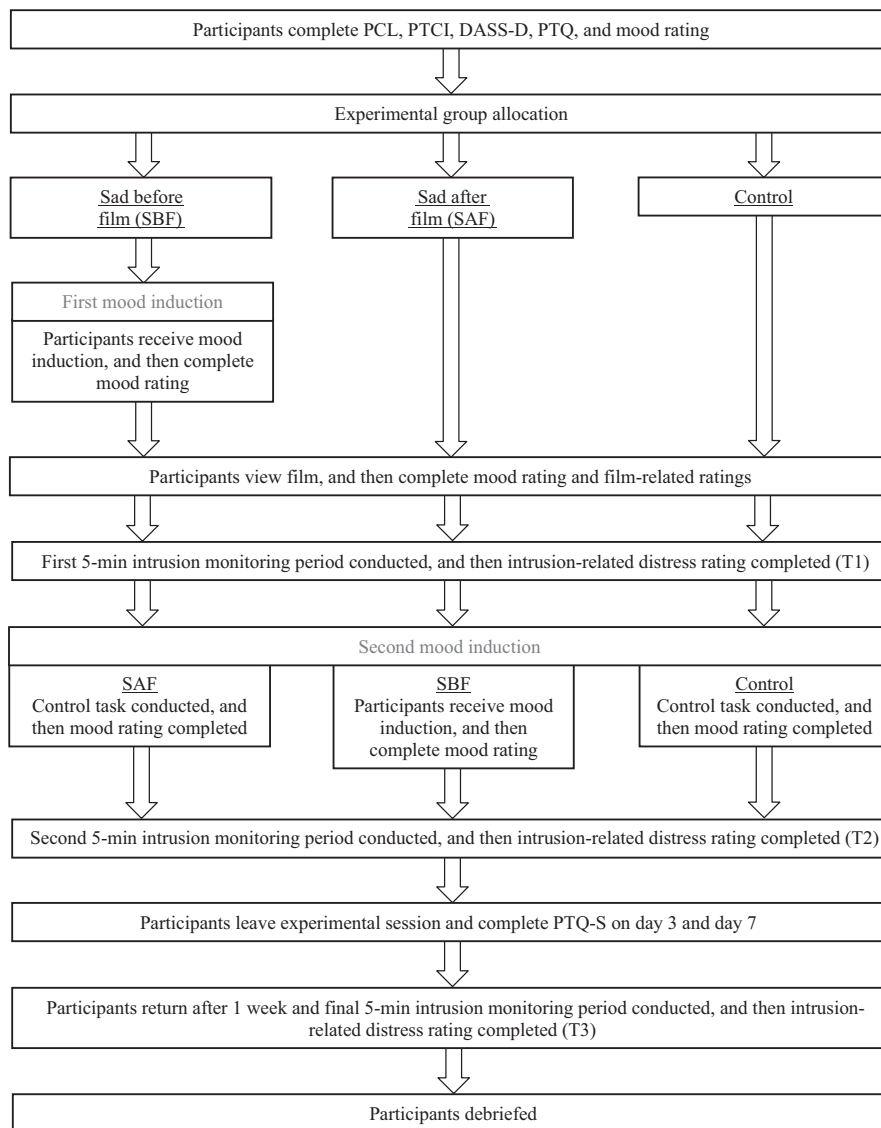 Participants complete PCL, PTCI, DASS-D, PTQ, and mood rating
Experimental group allocation
Sad before
film (SBF)
Sad after
film (SAF)
Control
First mood induction
Participants receive mood
induction, and then complete
mood rating
Participants view film, and then complete mood rating and film-related ratings
First 5-min intrusion monitoring period conducted, and then intrusion-related distress rating completed (T1)
Second mood induction
SAF
Control task conducted, and
then mood rating completed
SBF
Participants receive mood
induction, and then
complete mood rating
Control
Control task conducted, and
then mood rating completed
Second 5-min intrusion monitoring period conducted, and then intrusion-related distress rating completed (T2)
Participants leave experimental session and complete PTQ-S on day 3 and day 7
Participants return after 1 week and final 5-min intrusion monitoring period conducted, and then intrusion-
related distress rating completed (T3)
Participants debriefed